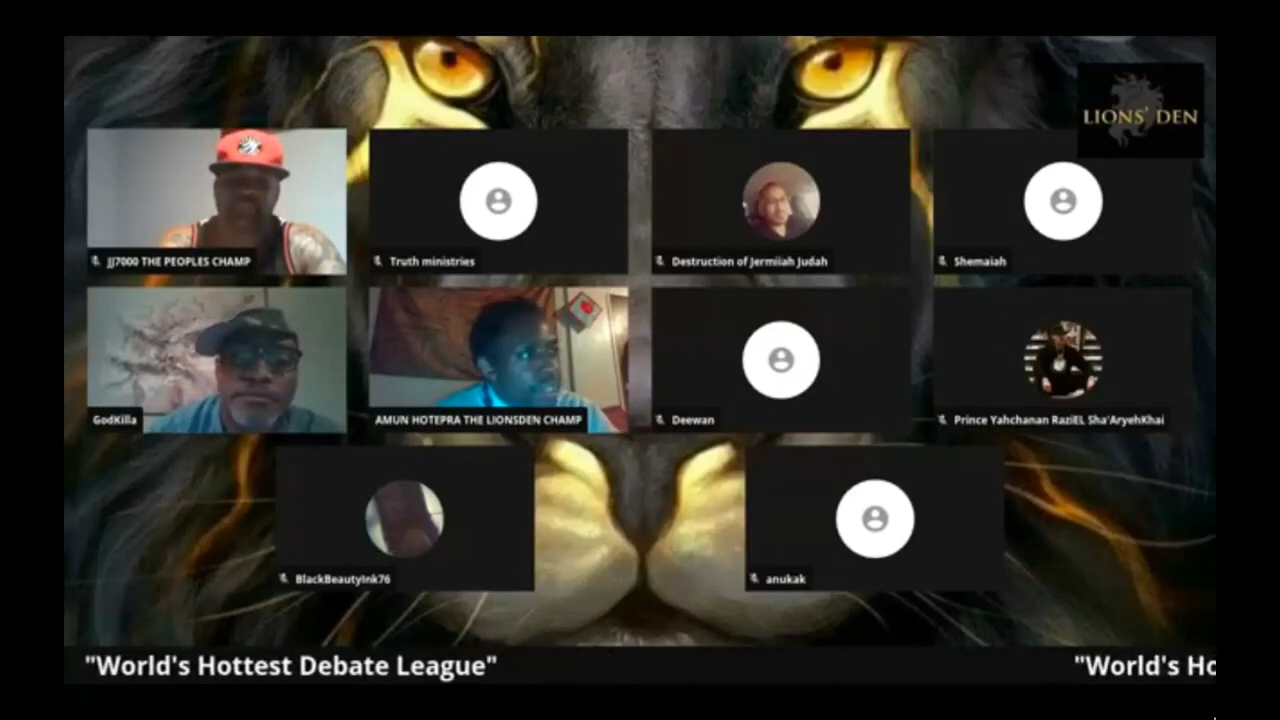 LIONS' DEN
JJ7000 THE PEOPLES CHAMP
Truth ministries
Destruction of Jermiiah Judah
Shemaiah
GodKilla
AMUN HOTEPRA THE LIONSDEN CHAMP
Deewan
Prince Yahchanan RaziEL Sha'AryehKhai
BlackBeautyInk76
anukak
"World's Hottest Debate League"
"World's Ho